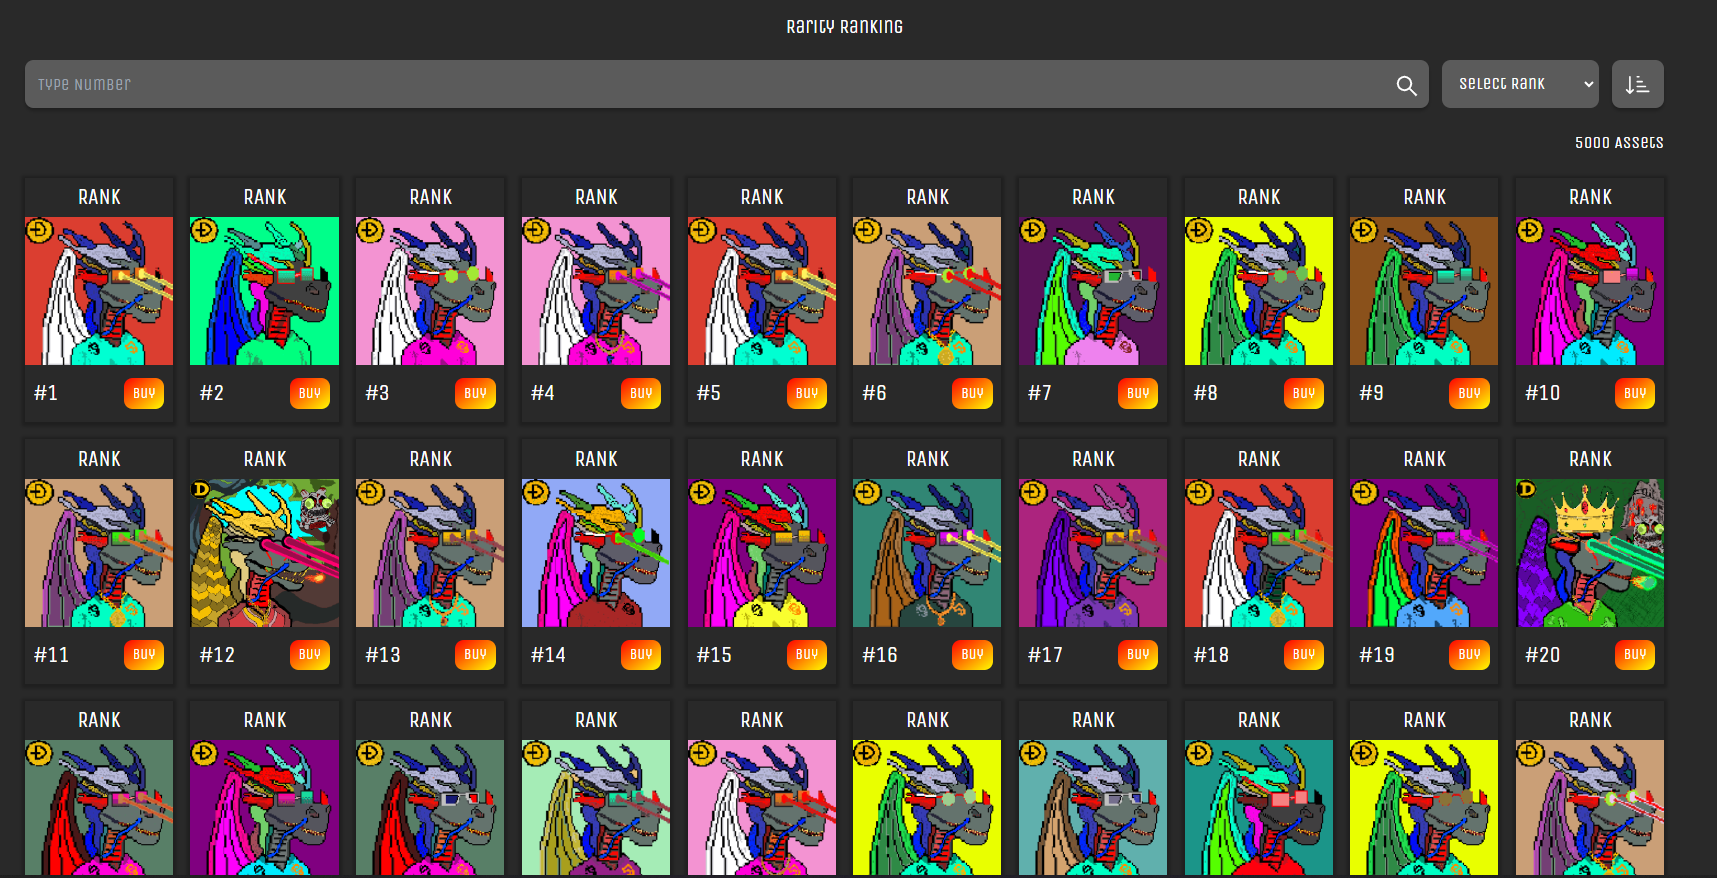 Rarity Ranking
Type Number
Select Rank
5000 Assets
RANK RANK RANK RANK RANK RANK RANK RANK RANK RANK
#1 BUY #2 BUY #3 BUY #4 BUY #5 BUY #6 BUY #7 BUY #8 BUY #9 BUY #10 BUY
RANK RANK RANK RANK RANK RANK RANK RANK RANK RANK
#11 BUY #12 BUY #13 BUY #14 BUY #15 BUY #16 BUY #17 BUY #18 BUY #19 BUY #20 BUY
RANK RANK RANK RANK RANK RANK RANK RANK RANK RANK